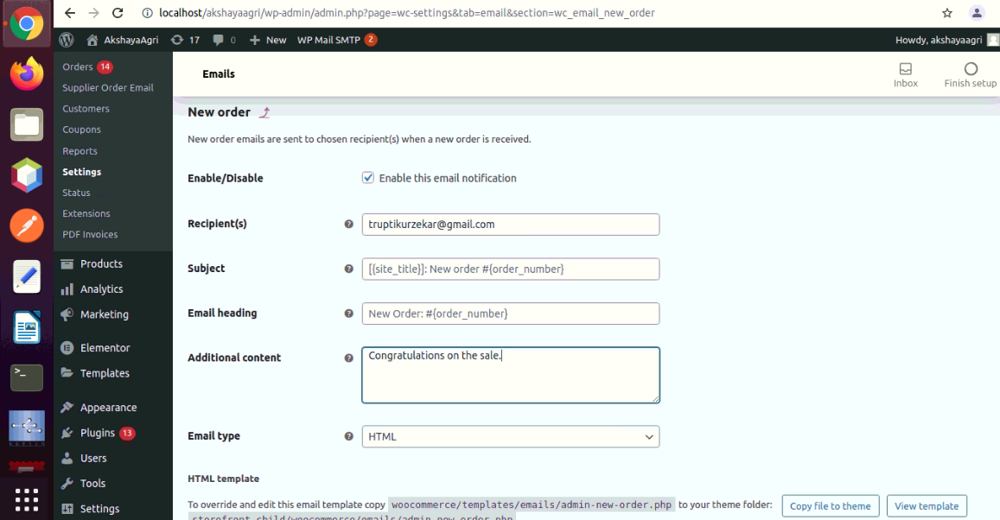 localhost/akshayaagri/wp-admin/admin.php?page=wc-settings&tab=email&section=wc_email_new_order
AkshayaAgri 17 0 New WP Mail SMTP 2 Howdy, akshayaagri
Orders 14
Supplier Order Email
Customers
Coupons
Reports
Settings
Status
Extensions
PDF Invoices
Products
Analytics
Marketing
Elementor
Templates
Appearance
Plugins 13
Users
Tools
Settings
Emails
Inbox
Finish setup
New order
New order emails are sent to chosen recipient(s) when a new order is received.
Enable/Disable Enable this email notification
Recipient(s) truptikurzekar@gmail.com
Subject [{site_title}]: New order #{order_number}
Email heading New Order: #{order_number}
Additional content Congratulations on the sale.
Email type HTML
HTML template
To override and edit this email template copy woocommerce/templates/emails/admin-new-order.php to your theme folder: Copy file to theme View template
storefront-child/woocommerce/emails/admin-new-order.php